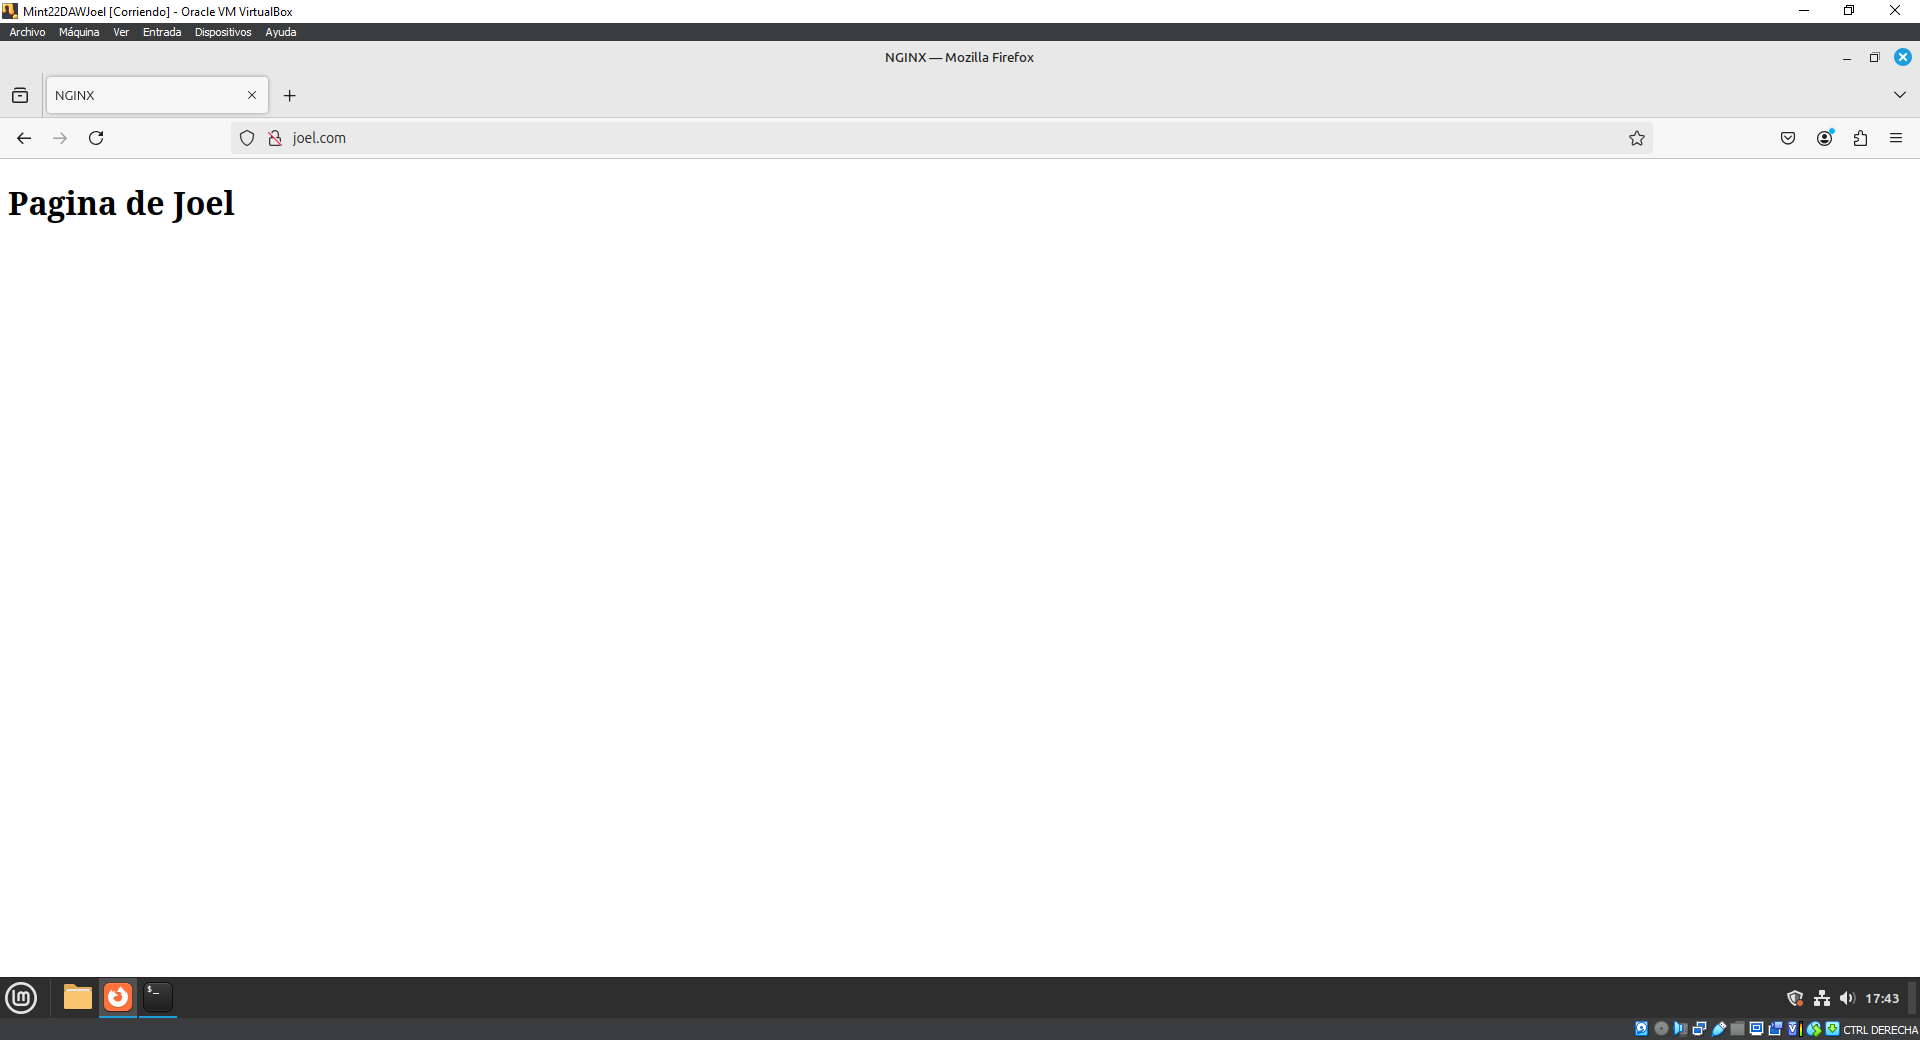 Mint22DAWJoel [Corriendo] - Oracle VM VirtualBox
Archivo Máquina Ver Entrada Dispositivos Ayuda
NGINX — Mozilla Firefox
NGINX
joel.com
Pagina de Joel
$_
17:43
CTRL DERECHA